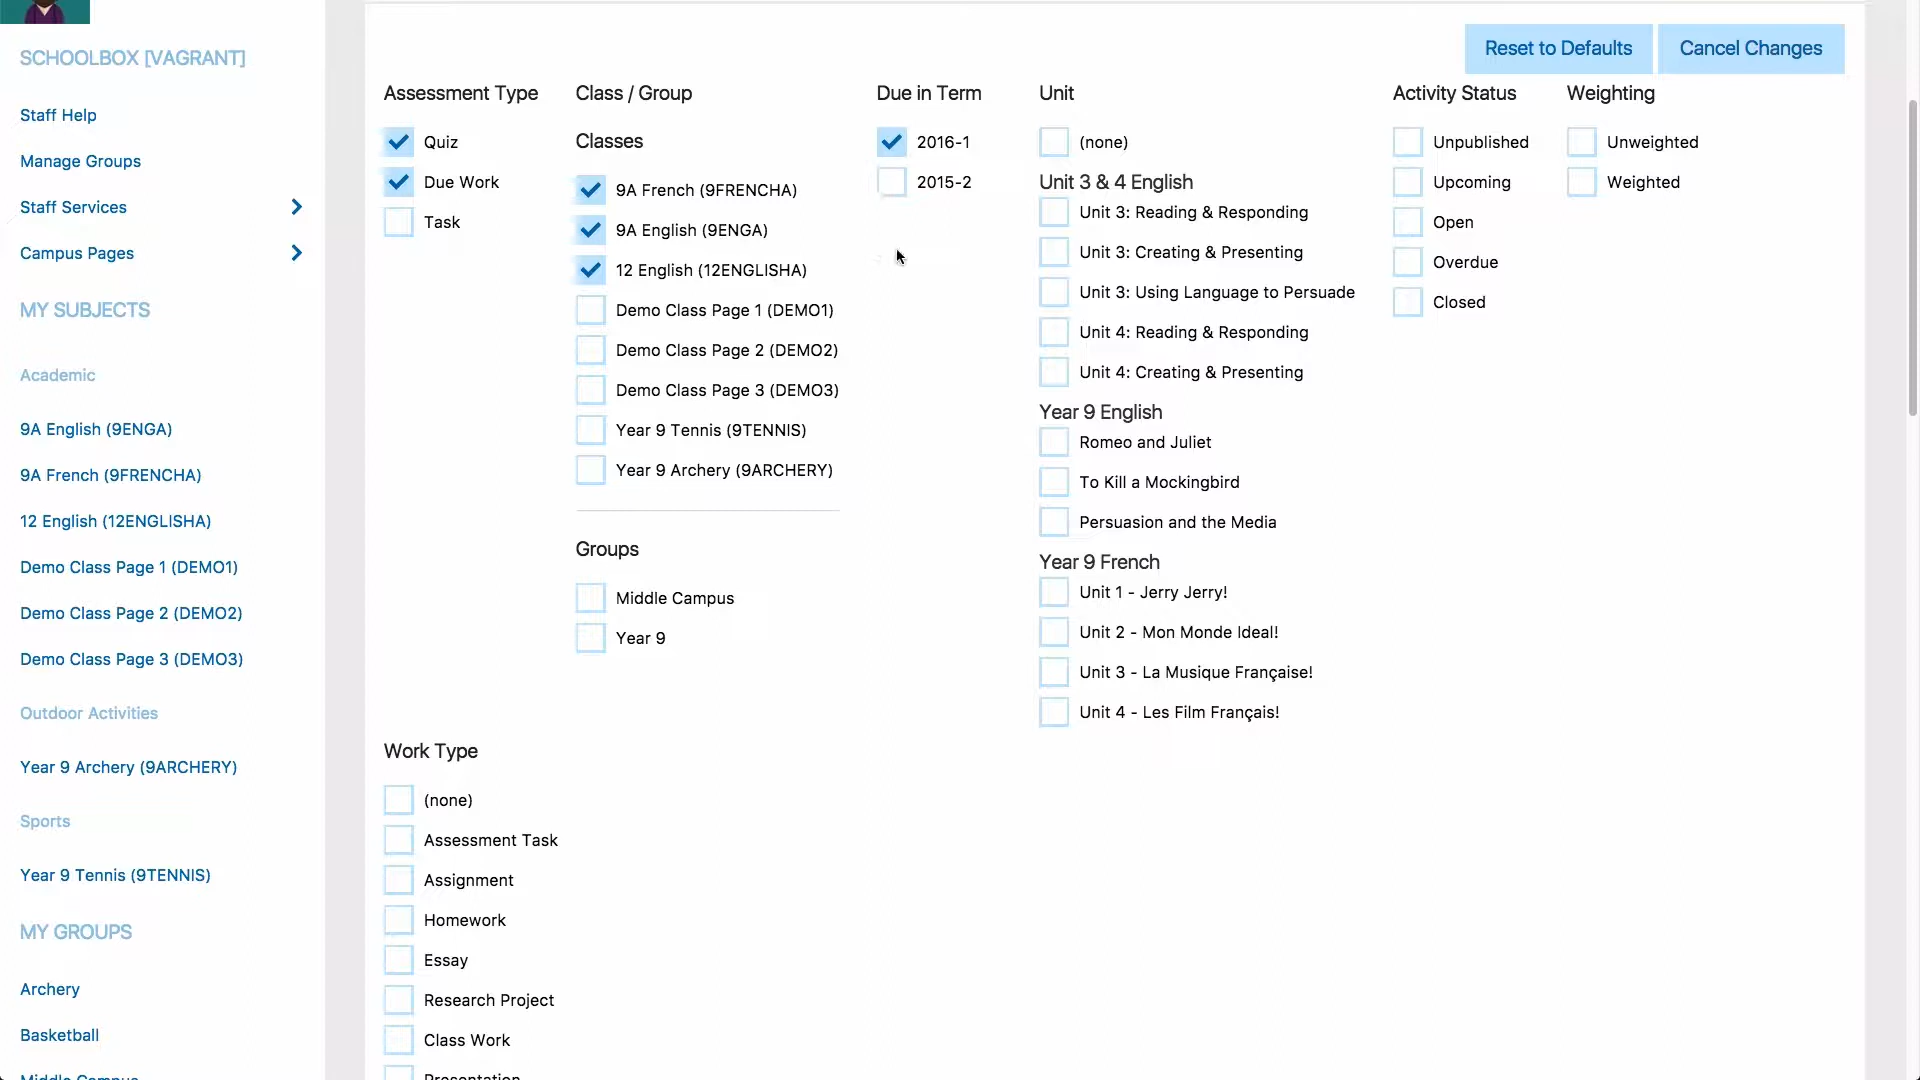 SCHOOLBOX [VAGRANT]
Staff Help
Manage Groups
Staff Services
Campus Pages
MY SUBJECTS
Academic
9A English (9ENGA)
9A French (9FRENCHA)
12 English (12ENGLISHA)
Demo Class Page 1 (DEMO1)
Demo Class Page 2 (DEMO2)
Demo Class Page 3 (DEMO3)
Outdoor Activities
Year 9 Archery (9ARCHERY)
Sports
Year 9 Tennis (9TENNIS)
MY GROUPS
Archery
Basketball
Middle Campus
Reset to Defaults
Cancel Changes
Assessment Type
Quiz
Due Work
Task
Class / Group
Classes
9A French (9FRENCHA)
9A English (9ENGA)
12 English (12ENGLISHA)
Demo Class Page 1 (DEMO1)
Demo Class Page 2 (DEMO2)
Demo Class Page 3 (DEMO3)
Year 9 Tennis (9TENNIS)
Year 9 Archery (9ARCHERY)
Groups
Middle Campus
Year 9
Due in Term
2016-1
2015-2
Unit
(none)
Unit 3 & 4 English
Unit 3: Reading & Responding
Unit 3: Creating & Presenting
Unit 3: Using Language to Persuade
Unit 4: Reading & Responding
Unit 4: Creating & Presenting
Year 9 English
Romeo and Juliet
To Kill a Mockingbird
Persuasion and the Media
Year 9 French
Unit 1 - Jerry Jerry!
Unit 2 - Mon Monde Ideal!
Unit 3 - La Musique Française!
Unit 4 - Les Film Français!
Activity Status
Unpublished
Upcoming
Open
Overdue
Closed
Weighting
Unweighted
Weighted
Work Type
(none)
Assessment Task
Assignment
Homework
Essay
Research Project
Class Work
Presentation